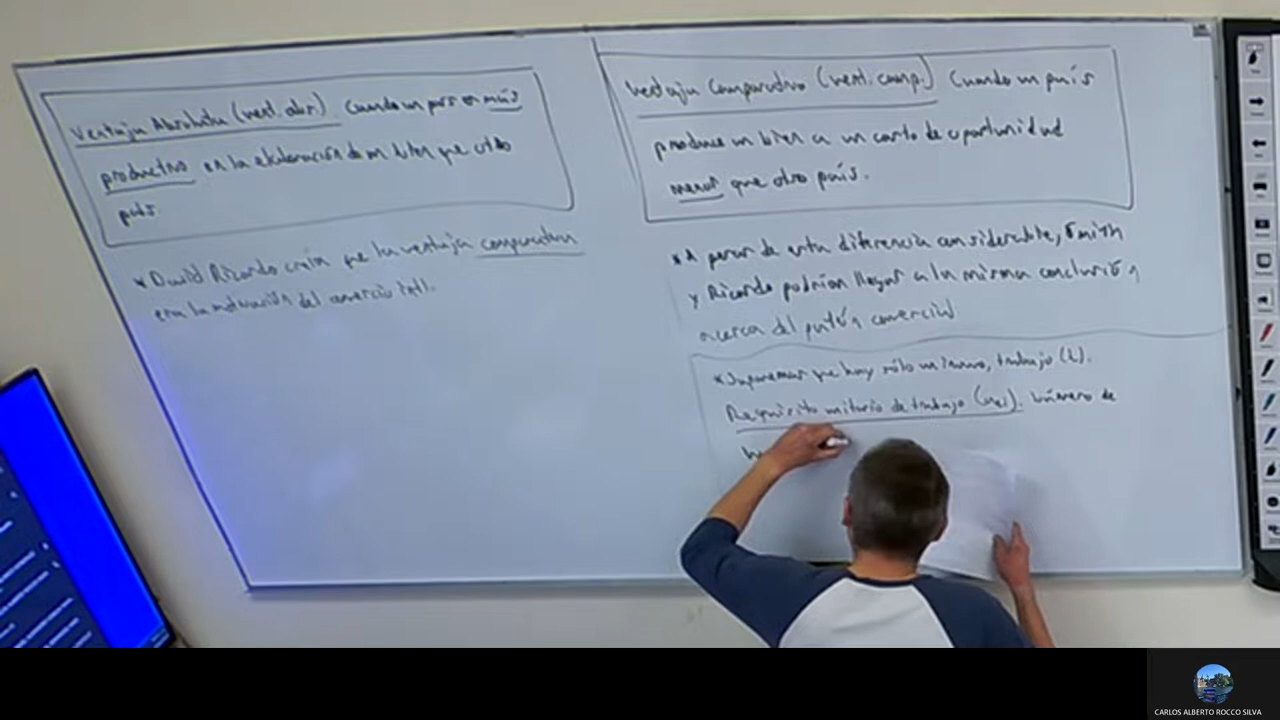 Ventaja Absoluta (vent. abs.) Cuando un país es más
productivo en la elaboración de un bien que otro
país
* David Ricardo creía que la ventaja comparativa
era la motivación del comercio intl.
Ventaja Comparativa (vent. comp.) Cuando un país
produce un bien a un costo de oportunidad
menor que otro país.
* A pesar de esta diferencia considerable, Smith
y Ricardo podrían llegar a la misma conclusión
acerca del patrón comercial
* Suponemos que hay sólo un insumo, trabajo (L).
Requisito unitario de trabajo ( ). Número de
CARLOS ALBERTO ROCCO SILVA